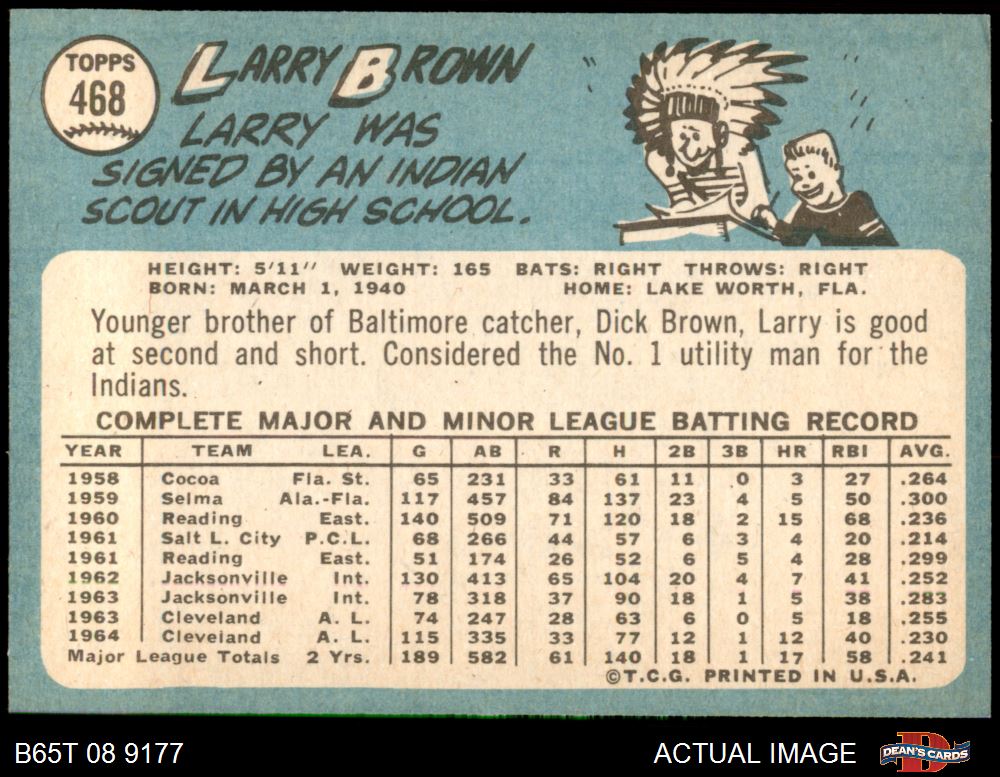 TOPPS
468
LARRY BROWN
LARRY WAS
SIGNED BY AN INDIAN
SCOUT IN HIGH SCHOOL.
HEIGHT: 5'11" WEIGHT: 165 BATS: RIGHT THROWS: RIGHT
BORN: MARCH 1, 1940 HOME: LAKE WORTH, FLA.
Younger brother of Baltimore catcher, Dick Brown, Larry is good
at second and short. Considered the No. 1 utility man for the
Indians.
COMPLETE MAJOR AND MINOR LEAGUE BATTING RECORD
YEAR TEAM LEA. G AB R H 2B 3B HR RBI AVG.
1958 Cocoa Fla. St. 65 231 33 61 11 0 3 27 .264
1959 Selma Ala.-Fla. 117 457 84 137 23 4 5 50 .300
1960 Reading East. 140 509 71 120 18 2 15 68 .236
1961 Salt L. City P.C.L. 68 266 44 57 6 3 4 20 .214
1961 Reading East. 51 174 26 52 6 5 4 28 .299
1962 Jacksonville Int. 130 413 65 104 20 4 7 41 .252
1963 Jacksonville Int. 78 318 37 90 18 1 5 38 .283
1963 Cleveland A. L. 74 247 28 63 6 0 5 18 .255
1964 Cleveland A. L. 115 335 33 77 12 1 12 40 .230
Major League Totals 2 Yrs. 189 582 61 140 18 1 17 58 .241
©T.C.G. PRINTED IN U.S.A.
B65T 08 9177 ACTUAL IMAGE DEAN'S CARDS